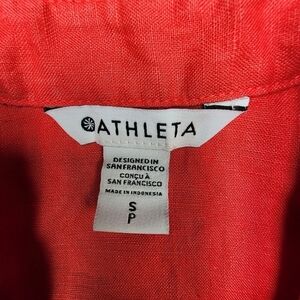 ATHLETA
DESIGNED IN
SAN FRANCISCO
CONÇU À
SAN FRANCISCO
MADE IN INDONESIA
S
P